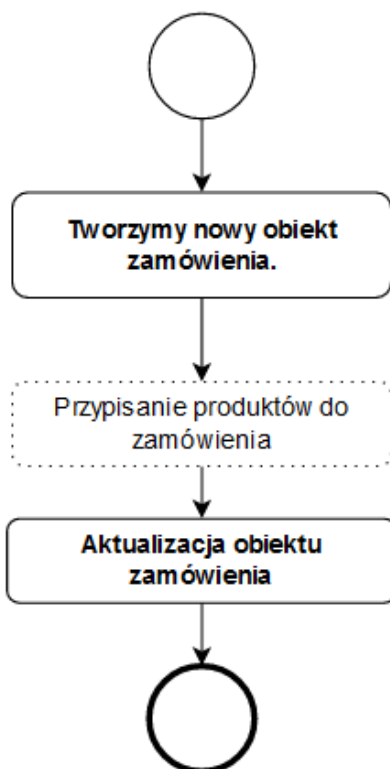 Tworzymy nowy obiekt
zamówienia.
Przypisanie produktów do
zamówienia
Aktualizacja obiektu
zamówienia